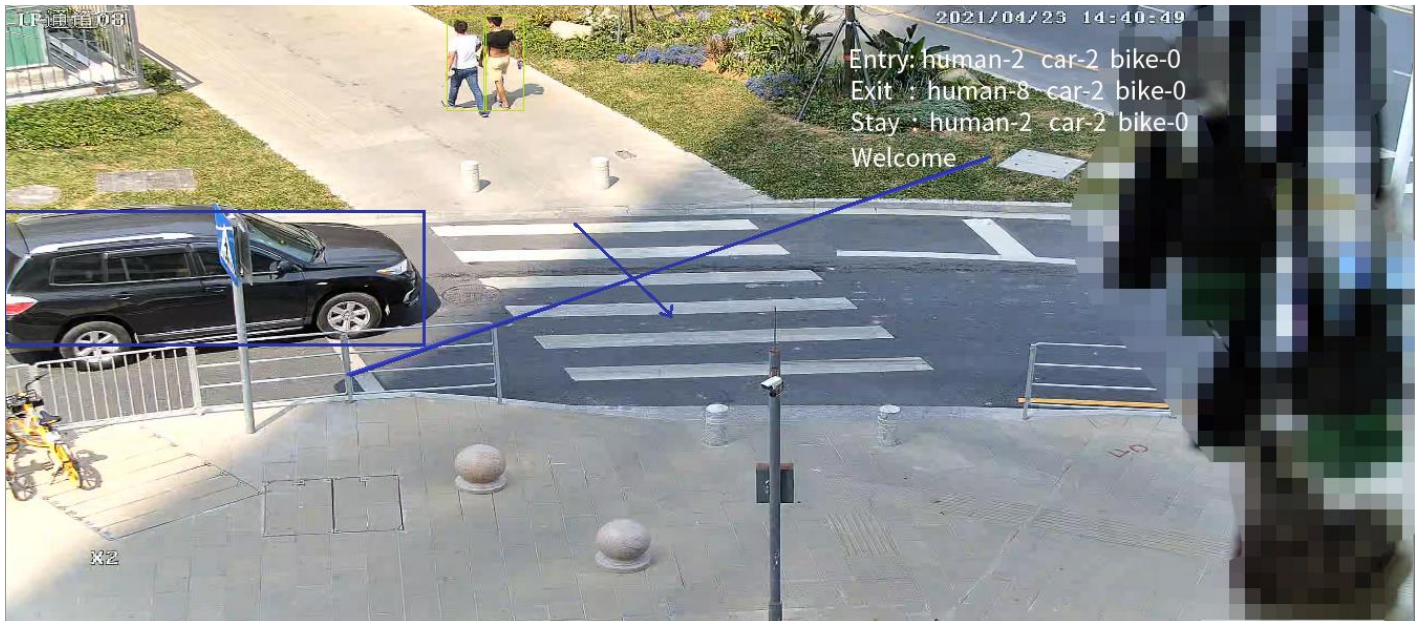 2021/04/23 14:40:49
Entry: human-2 car-2 bike-0
Exit : human-8 car-2 bike-0
Stay : human-2 car-2 bike-0
Welcome
X2